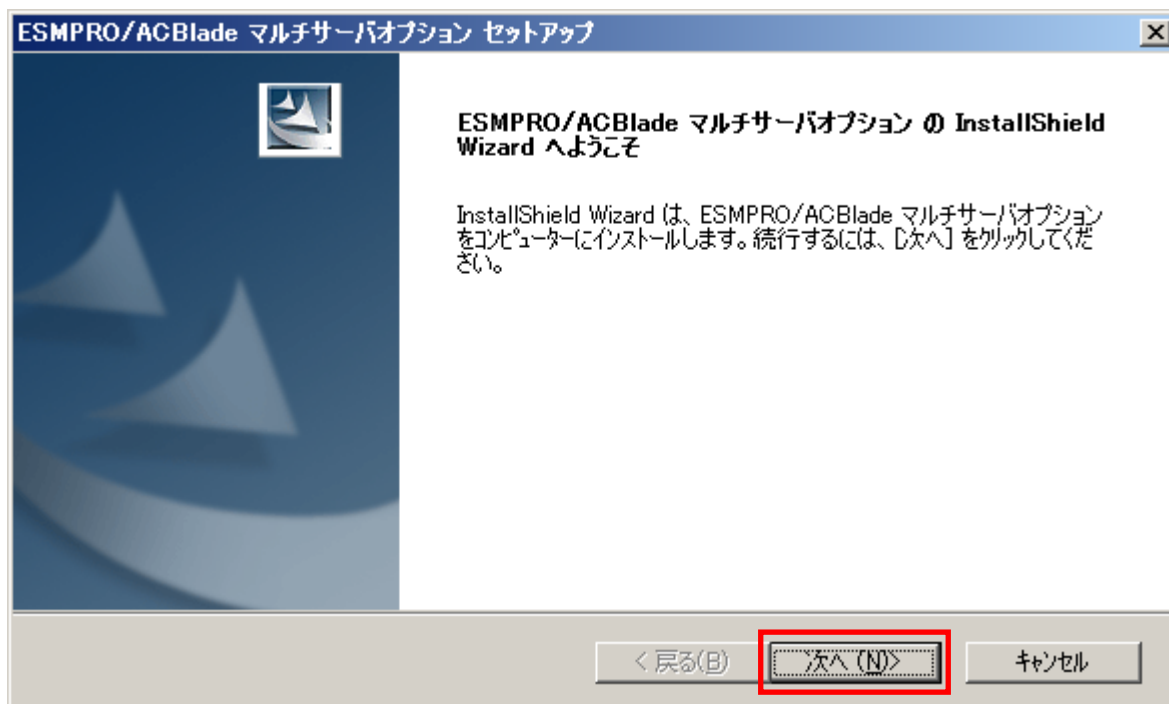 ESMPRO/ACBlade マルチサーバオプション セットアップ
ESMPRO/ACBlade マルチサーバオプション の InstallShield
Wizard へようこそ
InstallShield Wizard は、ESMPRO/ACBlade マルチサーバオプション
をコンピューターにインストールします。続行するには、[次へ] をクリックしてくだ
さい。
< 戻る(B)
次へ (N)>
キャンセル